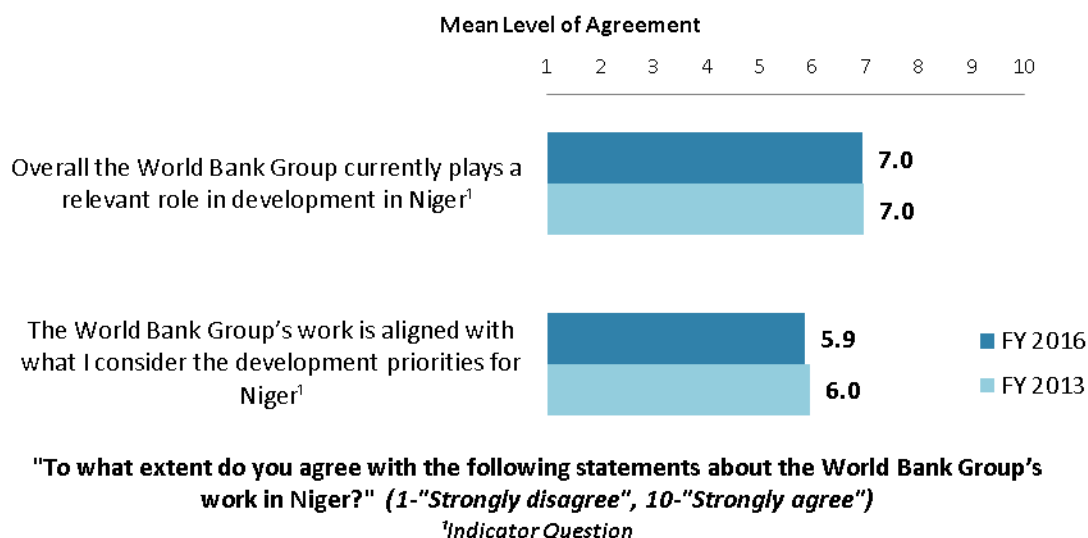 Mean Level of Agreement
1 2 3 4 5 6 7 8 9 10
Overall the World Bank Group currently plays a
relevant role in development in Niger¹
7.0
7.0
The World Bank Group’s work is aligned with
what I consider the development priorities for
Niger¹
5.9
6.0
FY 2016
FY 2013
"To what extent do you agree with the following statements about the World Bank Group’s
work in Niger?" (1-"Strongly disagree", 10-"Strongly agree")
¹Indicator Question